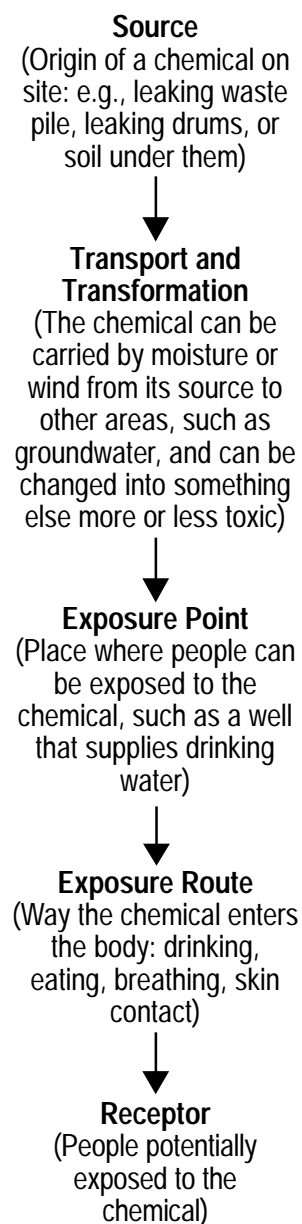 Source
(Origin of a chemical on
site: e.g., leaking waste
pile, leaking drums, or
soil under them)
Transport and
Transformation
(The chemical can be
carried by moisture or
wind from its source to
other areas, such as
groundwater, and can be
changed into something
else more or less toxic)
Exposure Point
(Place where people can
be exposed to the
chemical, such as a well
that supplies drinking
water)
Exposure Route
(Way the chemical enters
the body: drinking,
eating, breathing, skin
contact)
Receptor
(People potentially
exposed to the
chemical)